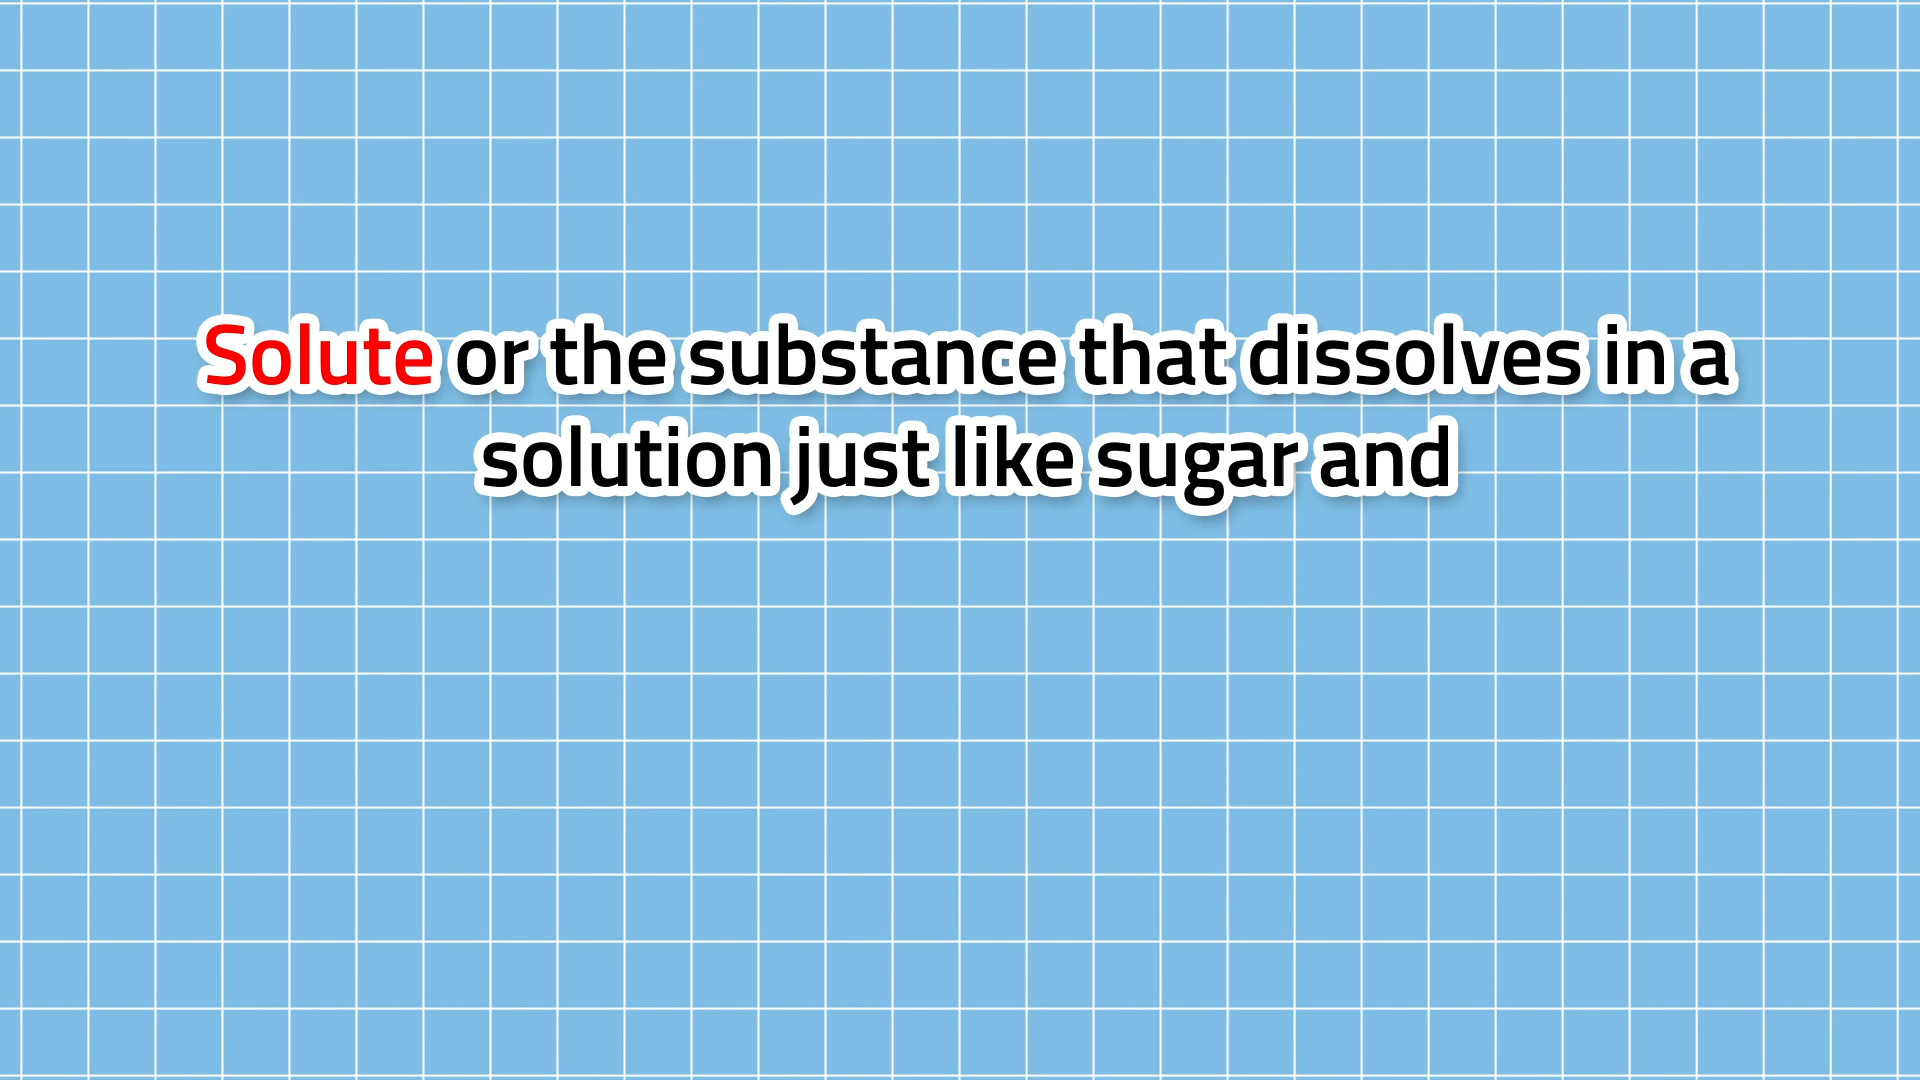 Solute or the substance that dissolves in a
solution just like sugar and